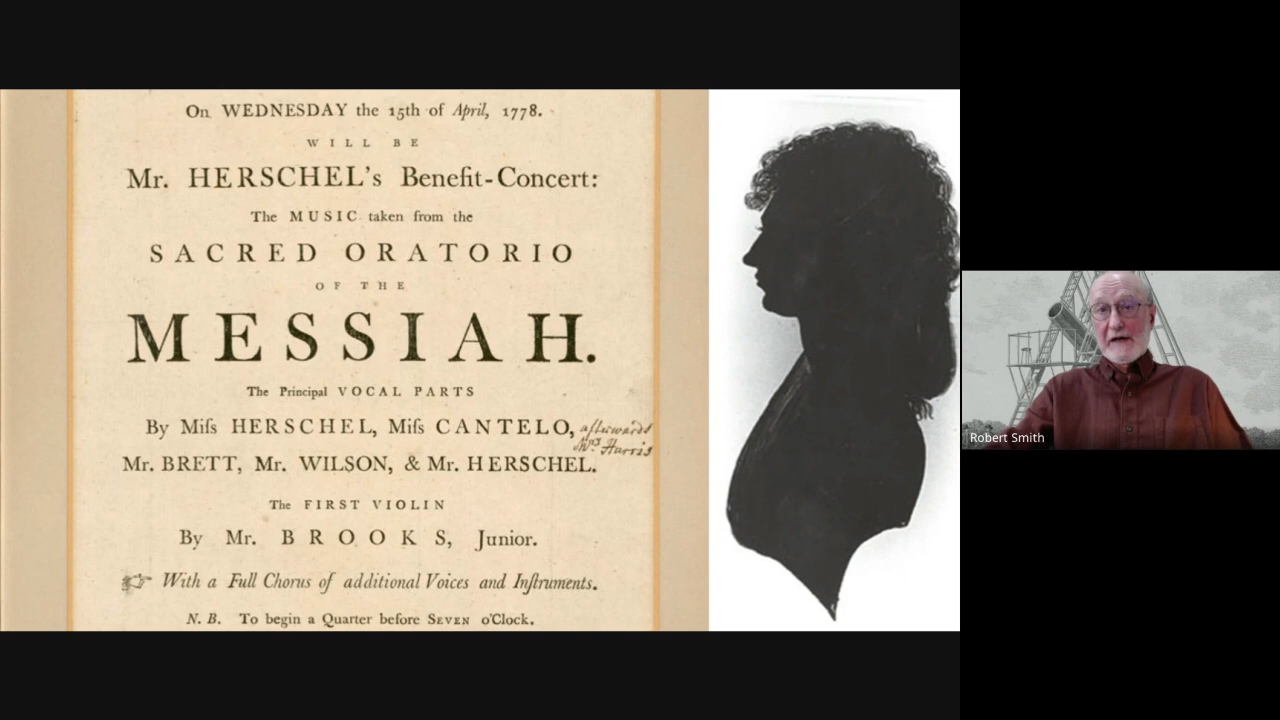 On WEDNESDAY the 15th of April, 1778.
WILL BE
Mr. HERSCHEL's Benefit-Concert:
The MUSIC taken from the
SACRED ORATORIO
OF THE
MESSIAH.
The Principal VOCAL PARTS
By Miſs HERSCHEL, Miſs CANTELO, afterwards
Mrs Harris
Mr. BRETT, Mr. WILSON, & Mr. HERSCHEL.
The FIRST VIOLIN
By Mr. BROOKS, Junior.
With a Full Chorus of additional Voices and Inſtruments.
N. B. To begin a Quarter before SEVEN o'Clock.
Robert Smith